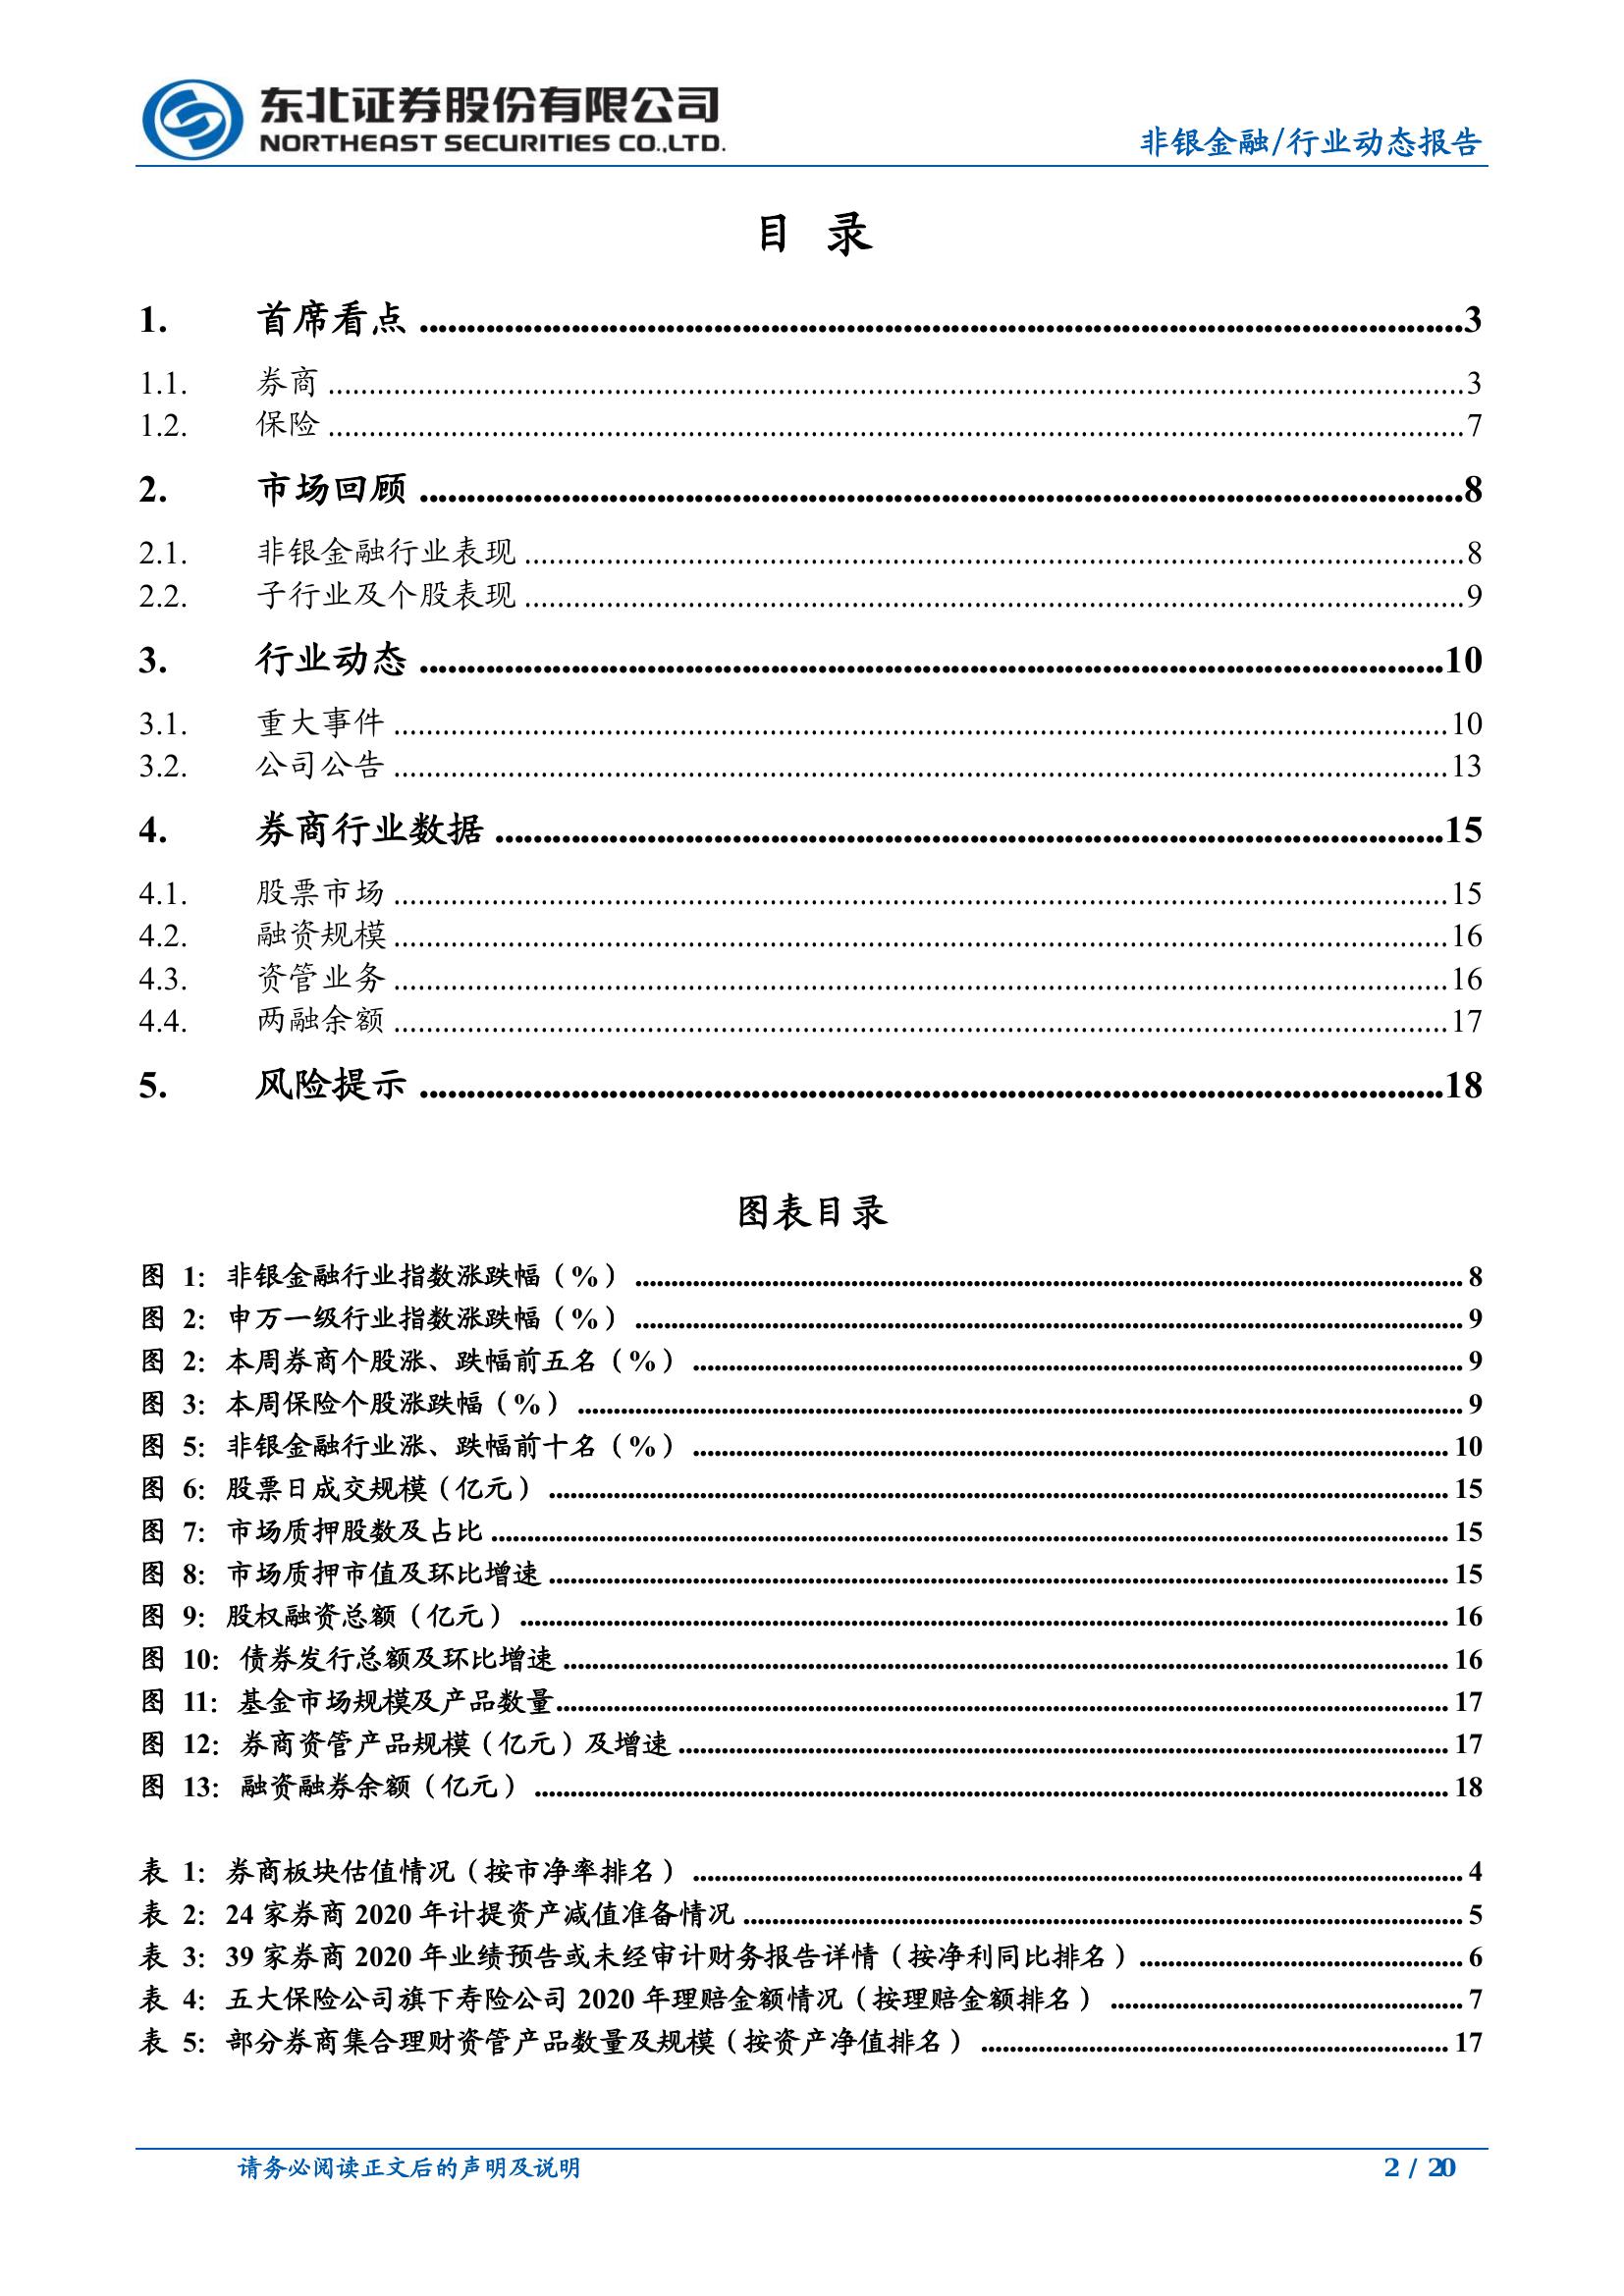 东北证券股份有限公司
NORTHEAST SECURITIES CO.,LTD.
非银金融/行业动态报告
目 录
1. 首席看点 ........ 3
1.1. 券商 ........ 3
1.2. 保险 ........ 7
2. 市场回顾 ........ 8
2.1. 非银金融行业表现 ........ 8
2.2. 子行业及个股表现 ........ 9
3. 行业动态 ........ 10
3.1. 重大事件 ........ 10
3.2. 公司公告 ........ 13
4. 券商行业数据 ........ 15
4.1. 股票市场 ........ 15
4.2. 融资规模 ........ 16
4.3. 资管业务 ........ 16
4.4. 两融余额 ........ 17
5. 风险提示 ........ 18
图表目录
图 1: 非银金融行业指数涨跌幅（%） ........ 8
图 2: 申万一级行业指数涨跌幅（%） ........ 9
图 2: 本周券商个股涨、跌幅前五名（%） ........ 9
图 3: 本周保险个股涨跌幅（%） ........ 9
图 5: 非银金融行业涨、跌幅前十名（%） ........ 10
图 6: 股票日成交规模（亿元） ........ 15
图 7: 市场质押股数及占比 ........ 15
图 8: 市场质押市值及环比增速 ........ 15
图 9: 股权融资总额（亿元） ........ 16
图 10: 债券发行总额及环比增速 ........ 16
图 11: 基金市场规模及产品数量 ........ 17
图 12: 券商资管产品规模（亿元）及增速 ........ 17
图 13: 融资融券余额（亿元） ........ 18
表 1: 券商板块估值情况（按市净率排名） ........ 4
表 2: 24 家券商 2020 年计提资产减值准备情况 ........ 5
表 3: 39 家券商 2020 年业绩预告或未经审计财务报告详情（按净利同比排名） ........ 6
表 4: 五大保险公司旗下寿险公司 2020 年理赔金额情况（按理赔金额排名） ........ 7
表 5: 部分券商集合理财资管产品数量及规模（按资产净值排名） ........ 17
请务必阅读正文后的声明及说明
2 / 20